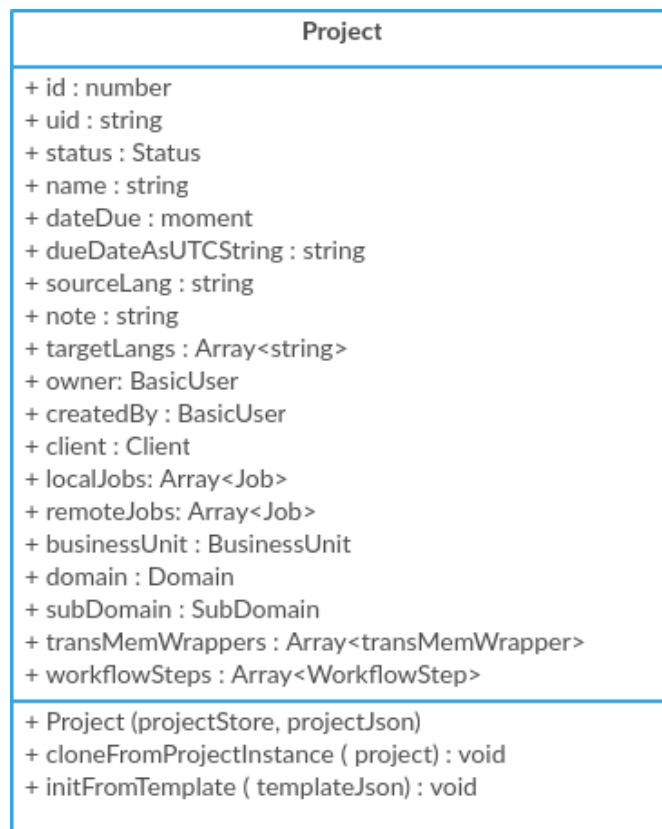 Project
+ id : number
+ uid : string
+ status : Status
+ name : string
+ dateDue : moment
+ dueDateAsUTCString : string
+ sourceLang : string
+ note : string
+ targetLangs : Array<string>
+ owner: BasicUser
+ createdBy : BasicUser
+ client : Client
+ localJobs: Array<Job>
+ remoteJobs: Array<Job>
+ businessUnit : BusinessUnit
+ domain : Domain
+ subDomain : SubDomain
+ transMemWrappers : Array<transMemWrapper>
+ workflowSteps : Array<WorkflowStep>
+ Project (projectStore, projectJson)
+ cloneFromProjectInstance ( project) : void
+ initFromTemplate ( templateJson) : void